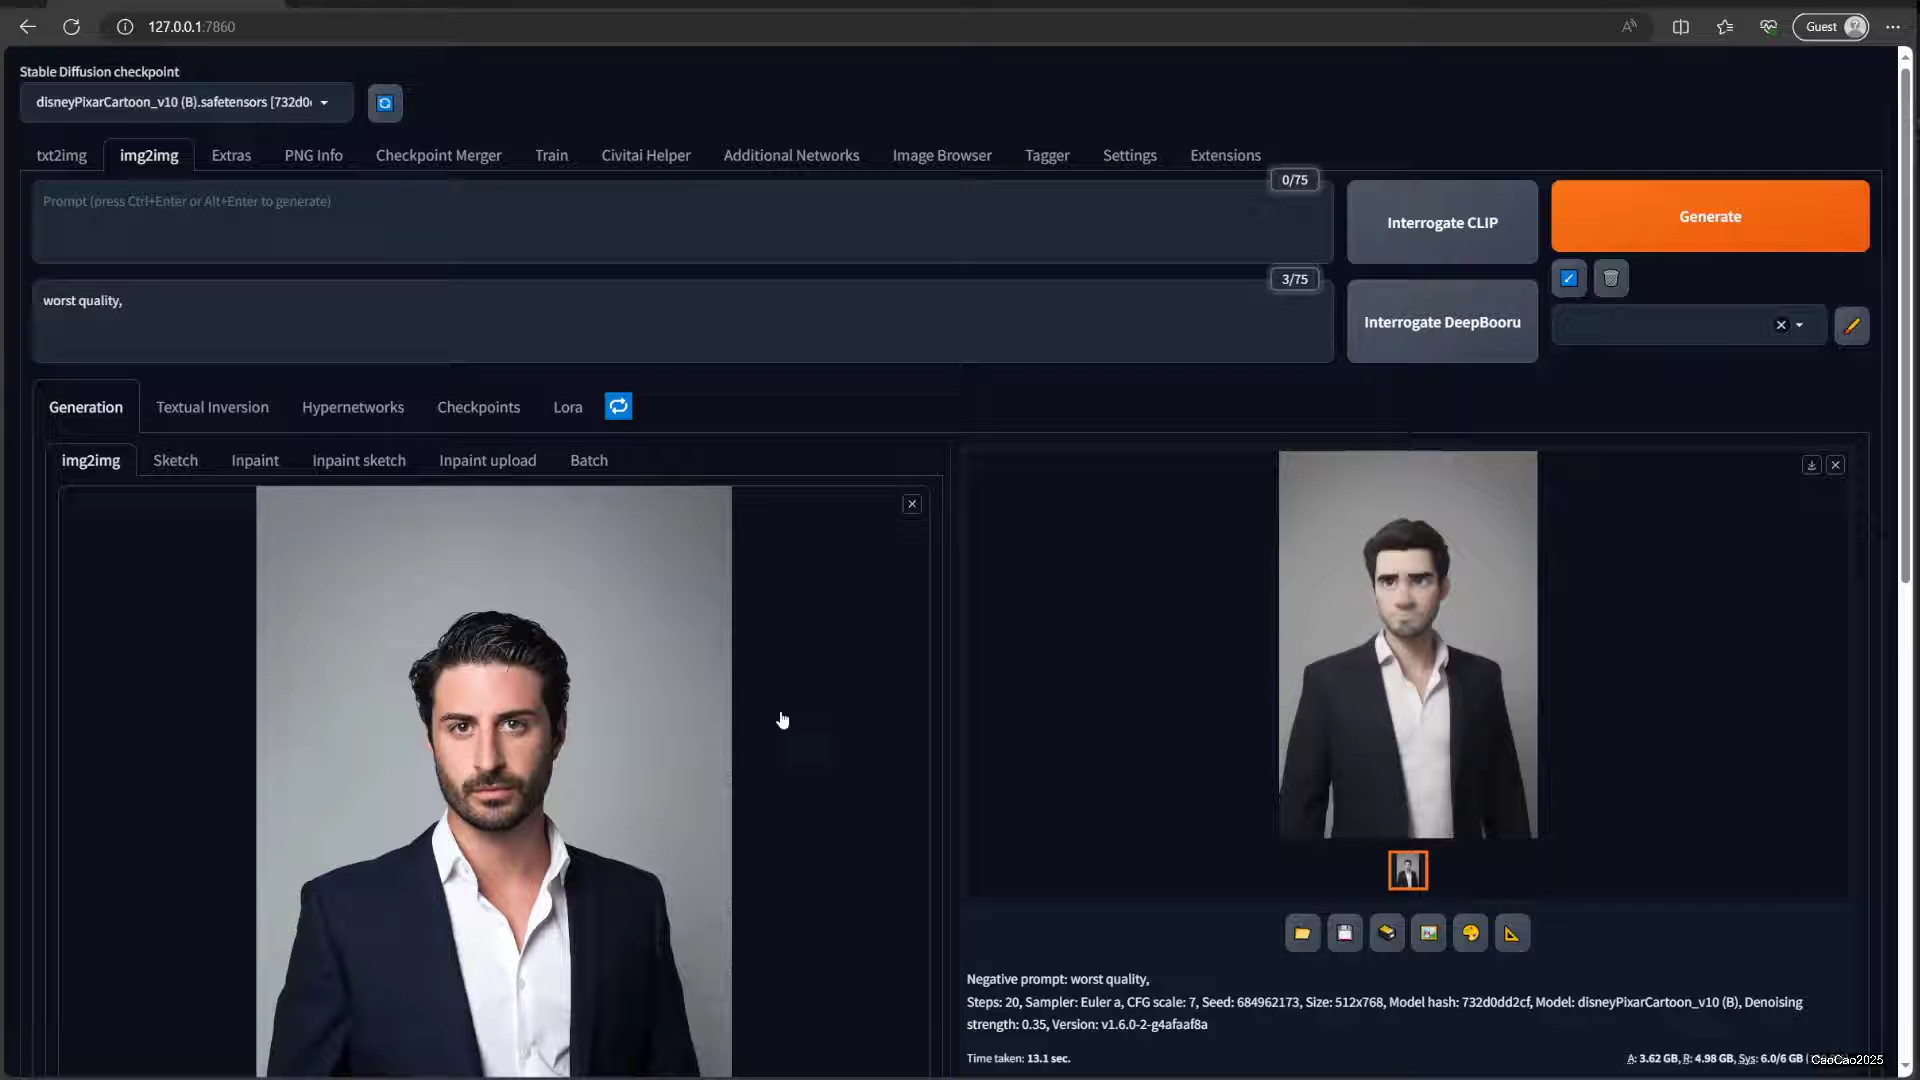 127.0.0.1:7860
Guest
Stable Diffusion checkpoint
disneyPixarCartoon_v10 (B).safetensors [732d0
txt2img img2img Extras PNG Info Checkpoint Merger Train Civitai Helper Additional Networks Image Browser Tagger Settings Extensions
0/75
Prompt (press Ctrl+Enter or Alt+Enter to generate)
Interrogate CLIP
Generate
3/75
worst quality,
Interrogate DeepBooru
Generation Textual Inversion Hypernetworks Checkpoints Lora
img2img Sketch Inpaint Inpaint sketch Inpaint upload Batch
Negative prompt: worst quality,
Steps: 20, Sampler: Euler a, CFG scale: 7, Seed: 684962173, Size: 512x768, Model hash: 732d0dd2cf, Model: disneyPixarCartoon_v10 (B), Denoising
strength: 0.35, Version: v1.6.0-2-g4afaaf8a
Time taken: 13.1 sec.
A: 3.62 GB, R: 4.98 GB, Sys: 6.0/6 GB
CaoCao2025